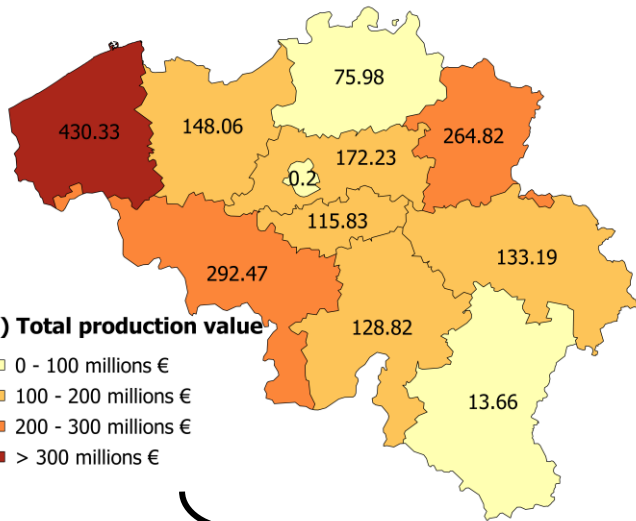 75.98
430.33
148.06
264.82
172.23
0.2
115.83
133.19
292.47
128.82
13.66
) Total production value
0 - 100 millions €
100 - 200 millions €
200 - 300 millions €
> 300 millions €